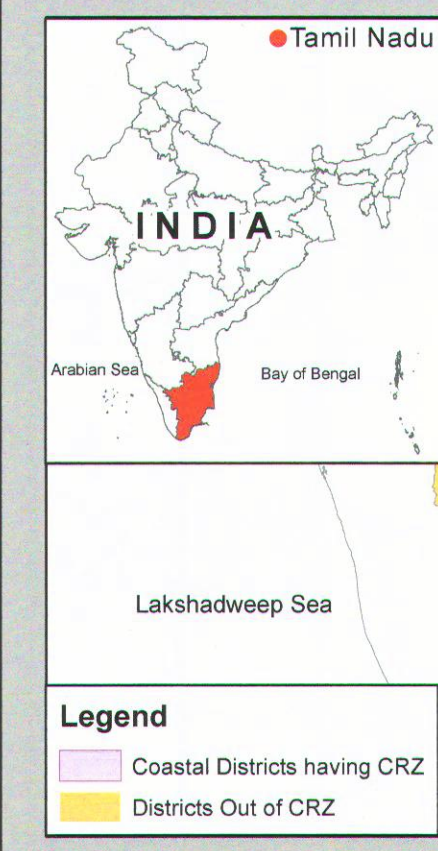 Tamil Nadu
INDIA
Arabian Sea
Bay of Bengal
Lakshadweep Sea
Legend
Coastal Districts having CRZ
Districts Out of CRZ